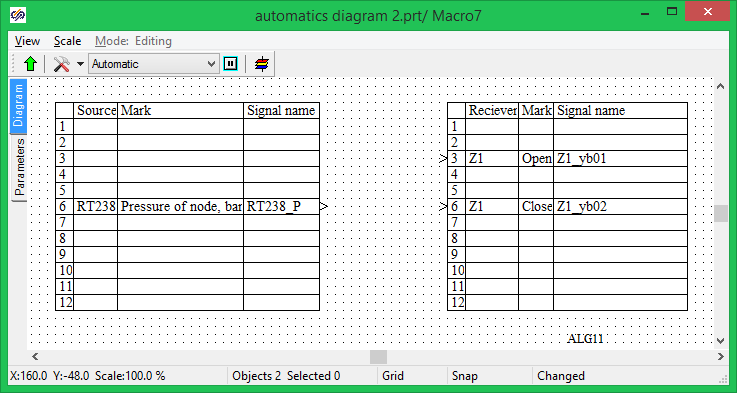 automatics diagram 2.prt/ Macro7
View Scale Mode: Editing
Automatic
Diagram
Parameters
Source Mark Signal name
1
2
3
4
5
6 RT238 Pressure of node, bar RT238_P
7
8
9
10
11
12
Reciever Mark Signal name
1
2
3 Z1 Open Z1_yb01
4
5
6 Z1 Close Z1_yb02
7
8
9
10
11
12
ALG11
X:160.0 Y:-48.0 Scale:100.0 % Objects 2 Selected 0 Grid Snap Changed